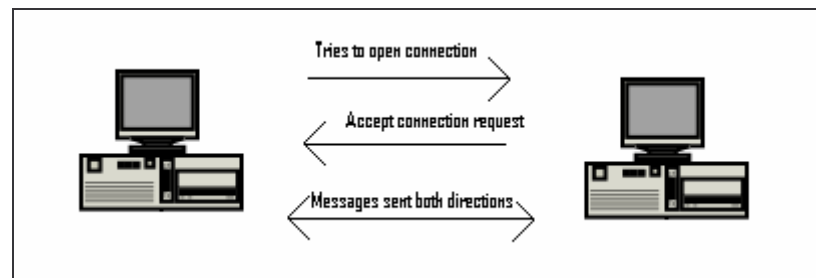 Tries to open connection
Accept connection request
Messages sent both directions